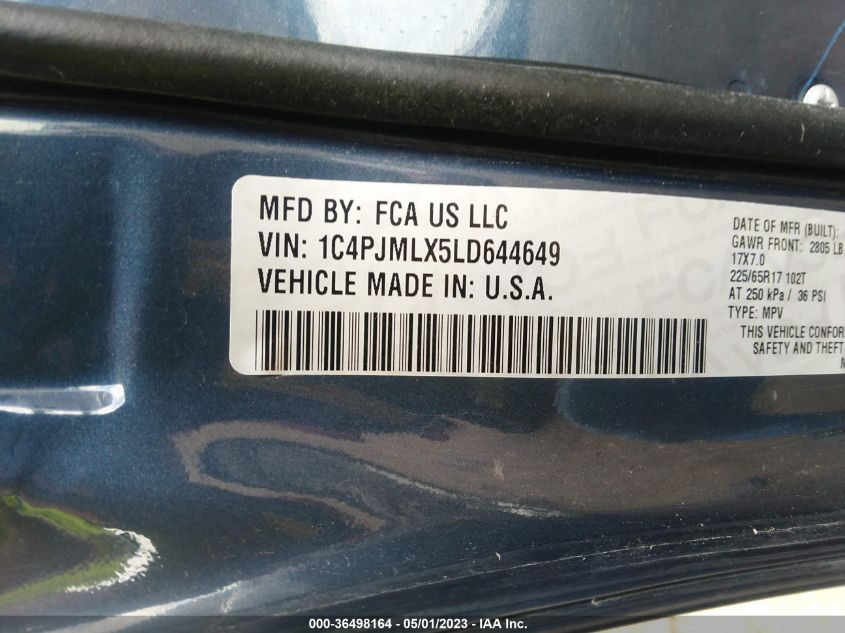 MFD BY: FCA US LLC
VIN: 1C4PJMLX5LD644649
VEHICLE MADE IN: U.S.A.
DATE OF MFR (BUILT):
GAWR FRONT: 2805 LB
17X7.0
225/65R17 102T
AT 250 kPa / 36 PSI
TYPE: MPV
THIS VEHICLE CONFOR
SAFETY AND THEFT
000-36498164 - 05/01/2023 - IAA Inc.